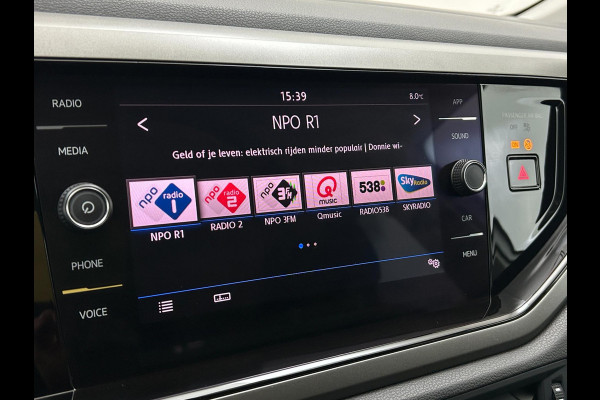 15:39
8.0°C
RADIO
APP
< NPO R1 >
MEDIA
SOUND
Geld of je leven: elektrisch rijden minder populair | Donnie wi-
npo radio 1
npo radio 2
npo 3FM
Q music
538
Sky Radio
NPO R1
RADIO 2
NPO 3FM
Qmusic
RADIO538
SKYRADIO
CAR
PHONE
MENU
VOICE
OFF